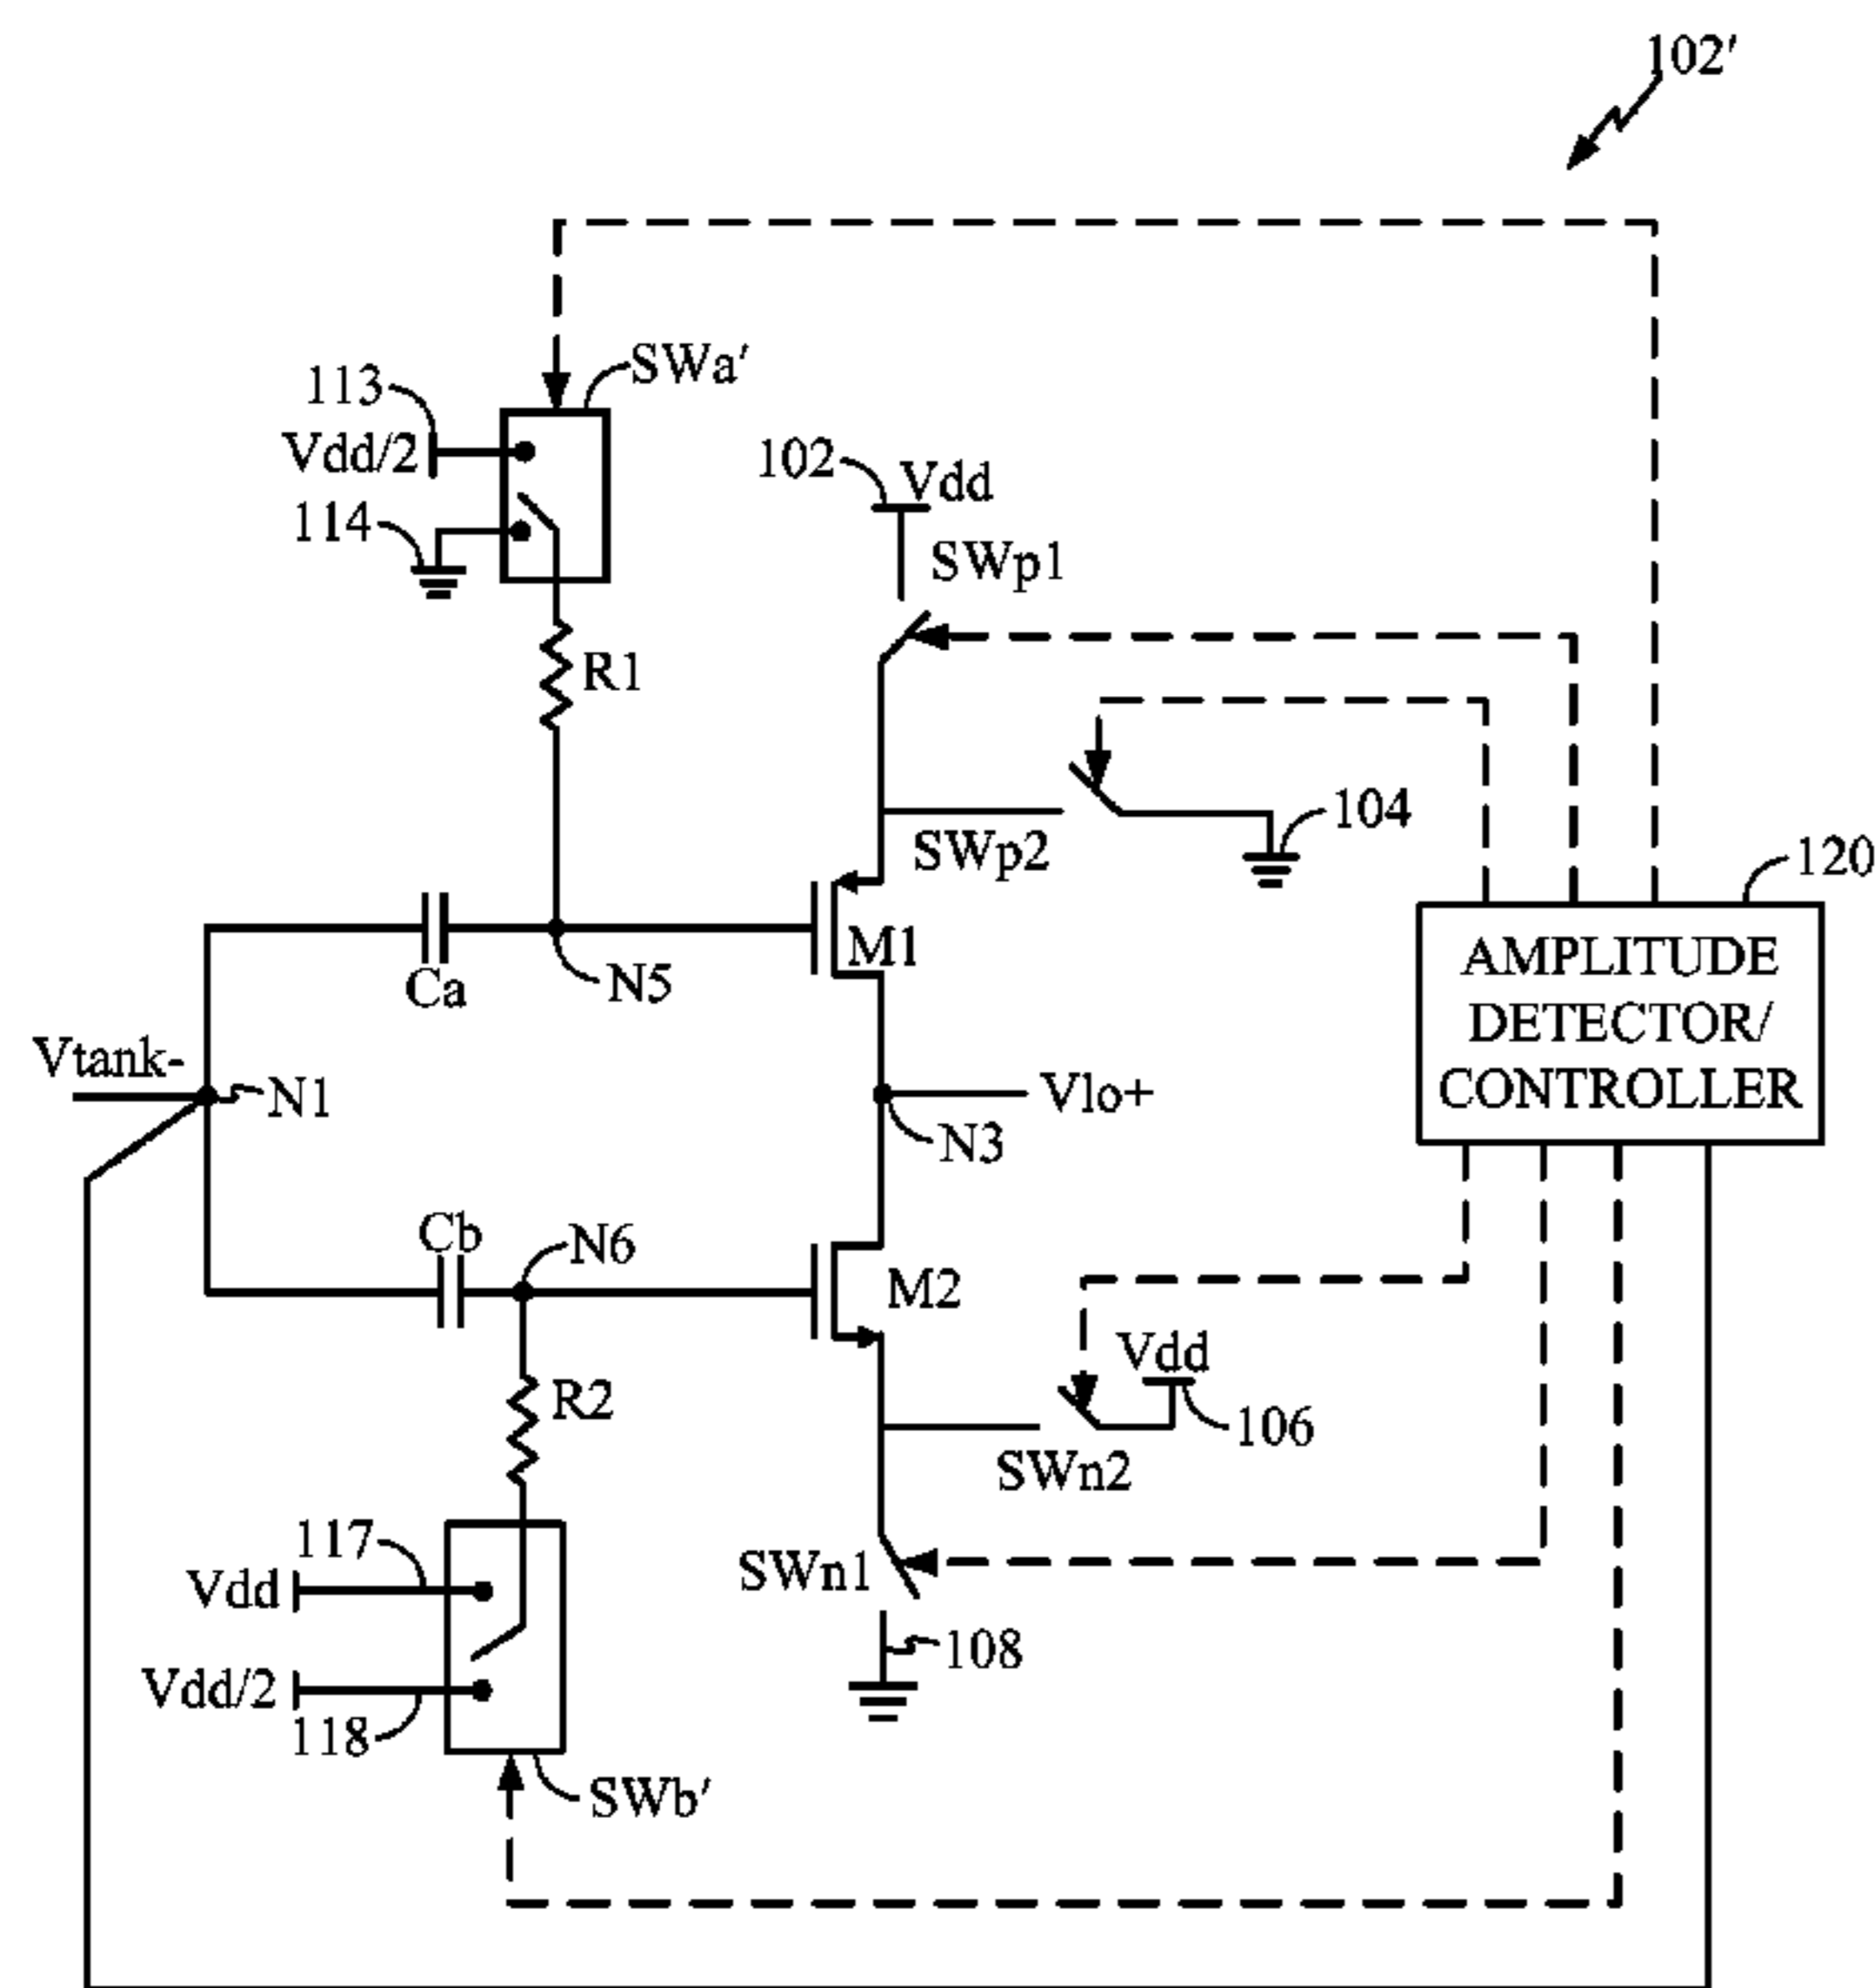 102'
SWa'
113
Vdd/2
114
102
Vdd
SWp1
R1
SWp2
104
120
AMPLITUDE
DETECTOR/
CONTROLLER
M1
Ca
N5
Vtank-
N1
Vlo+
N3
Cb
N6
M2
R2
Vdd
106
SWn2
117
Vdd
SWn1
108
Vdd/2
118
SWb'